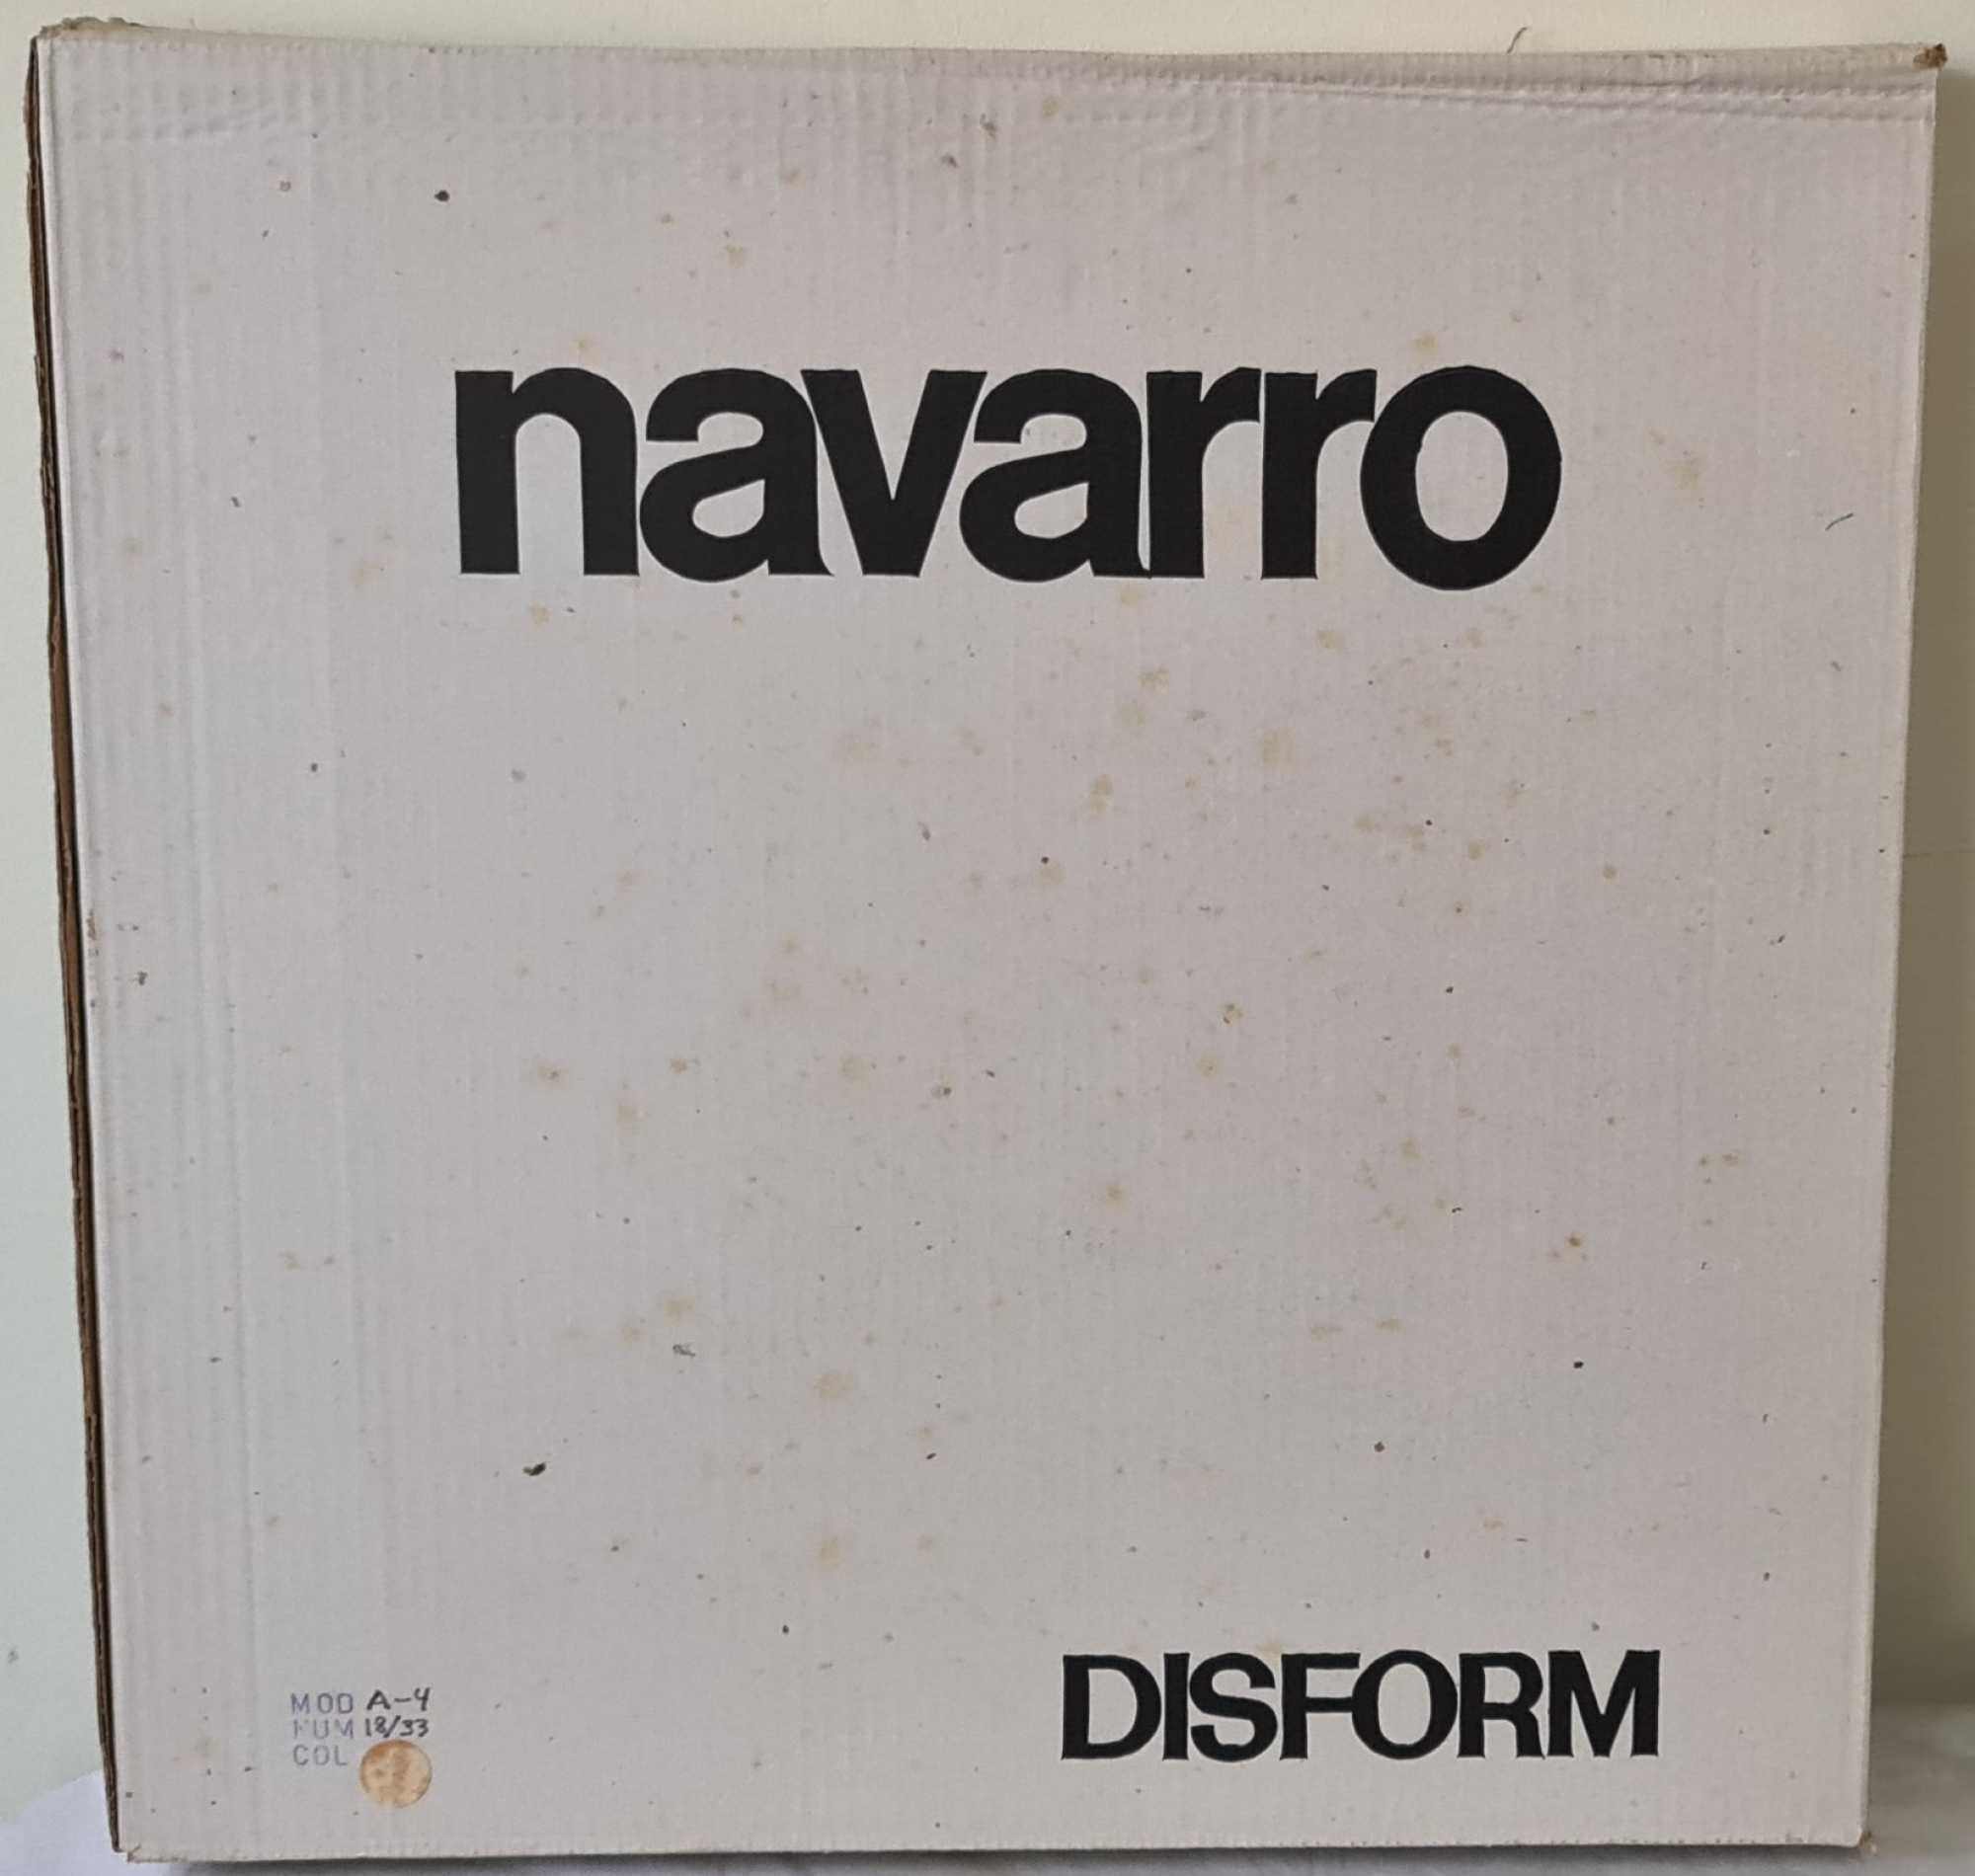 navarro
DISFORM
MOD A-4
NUM 18/33
COL